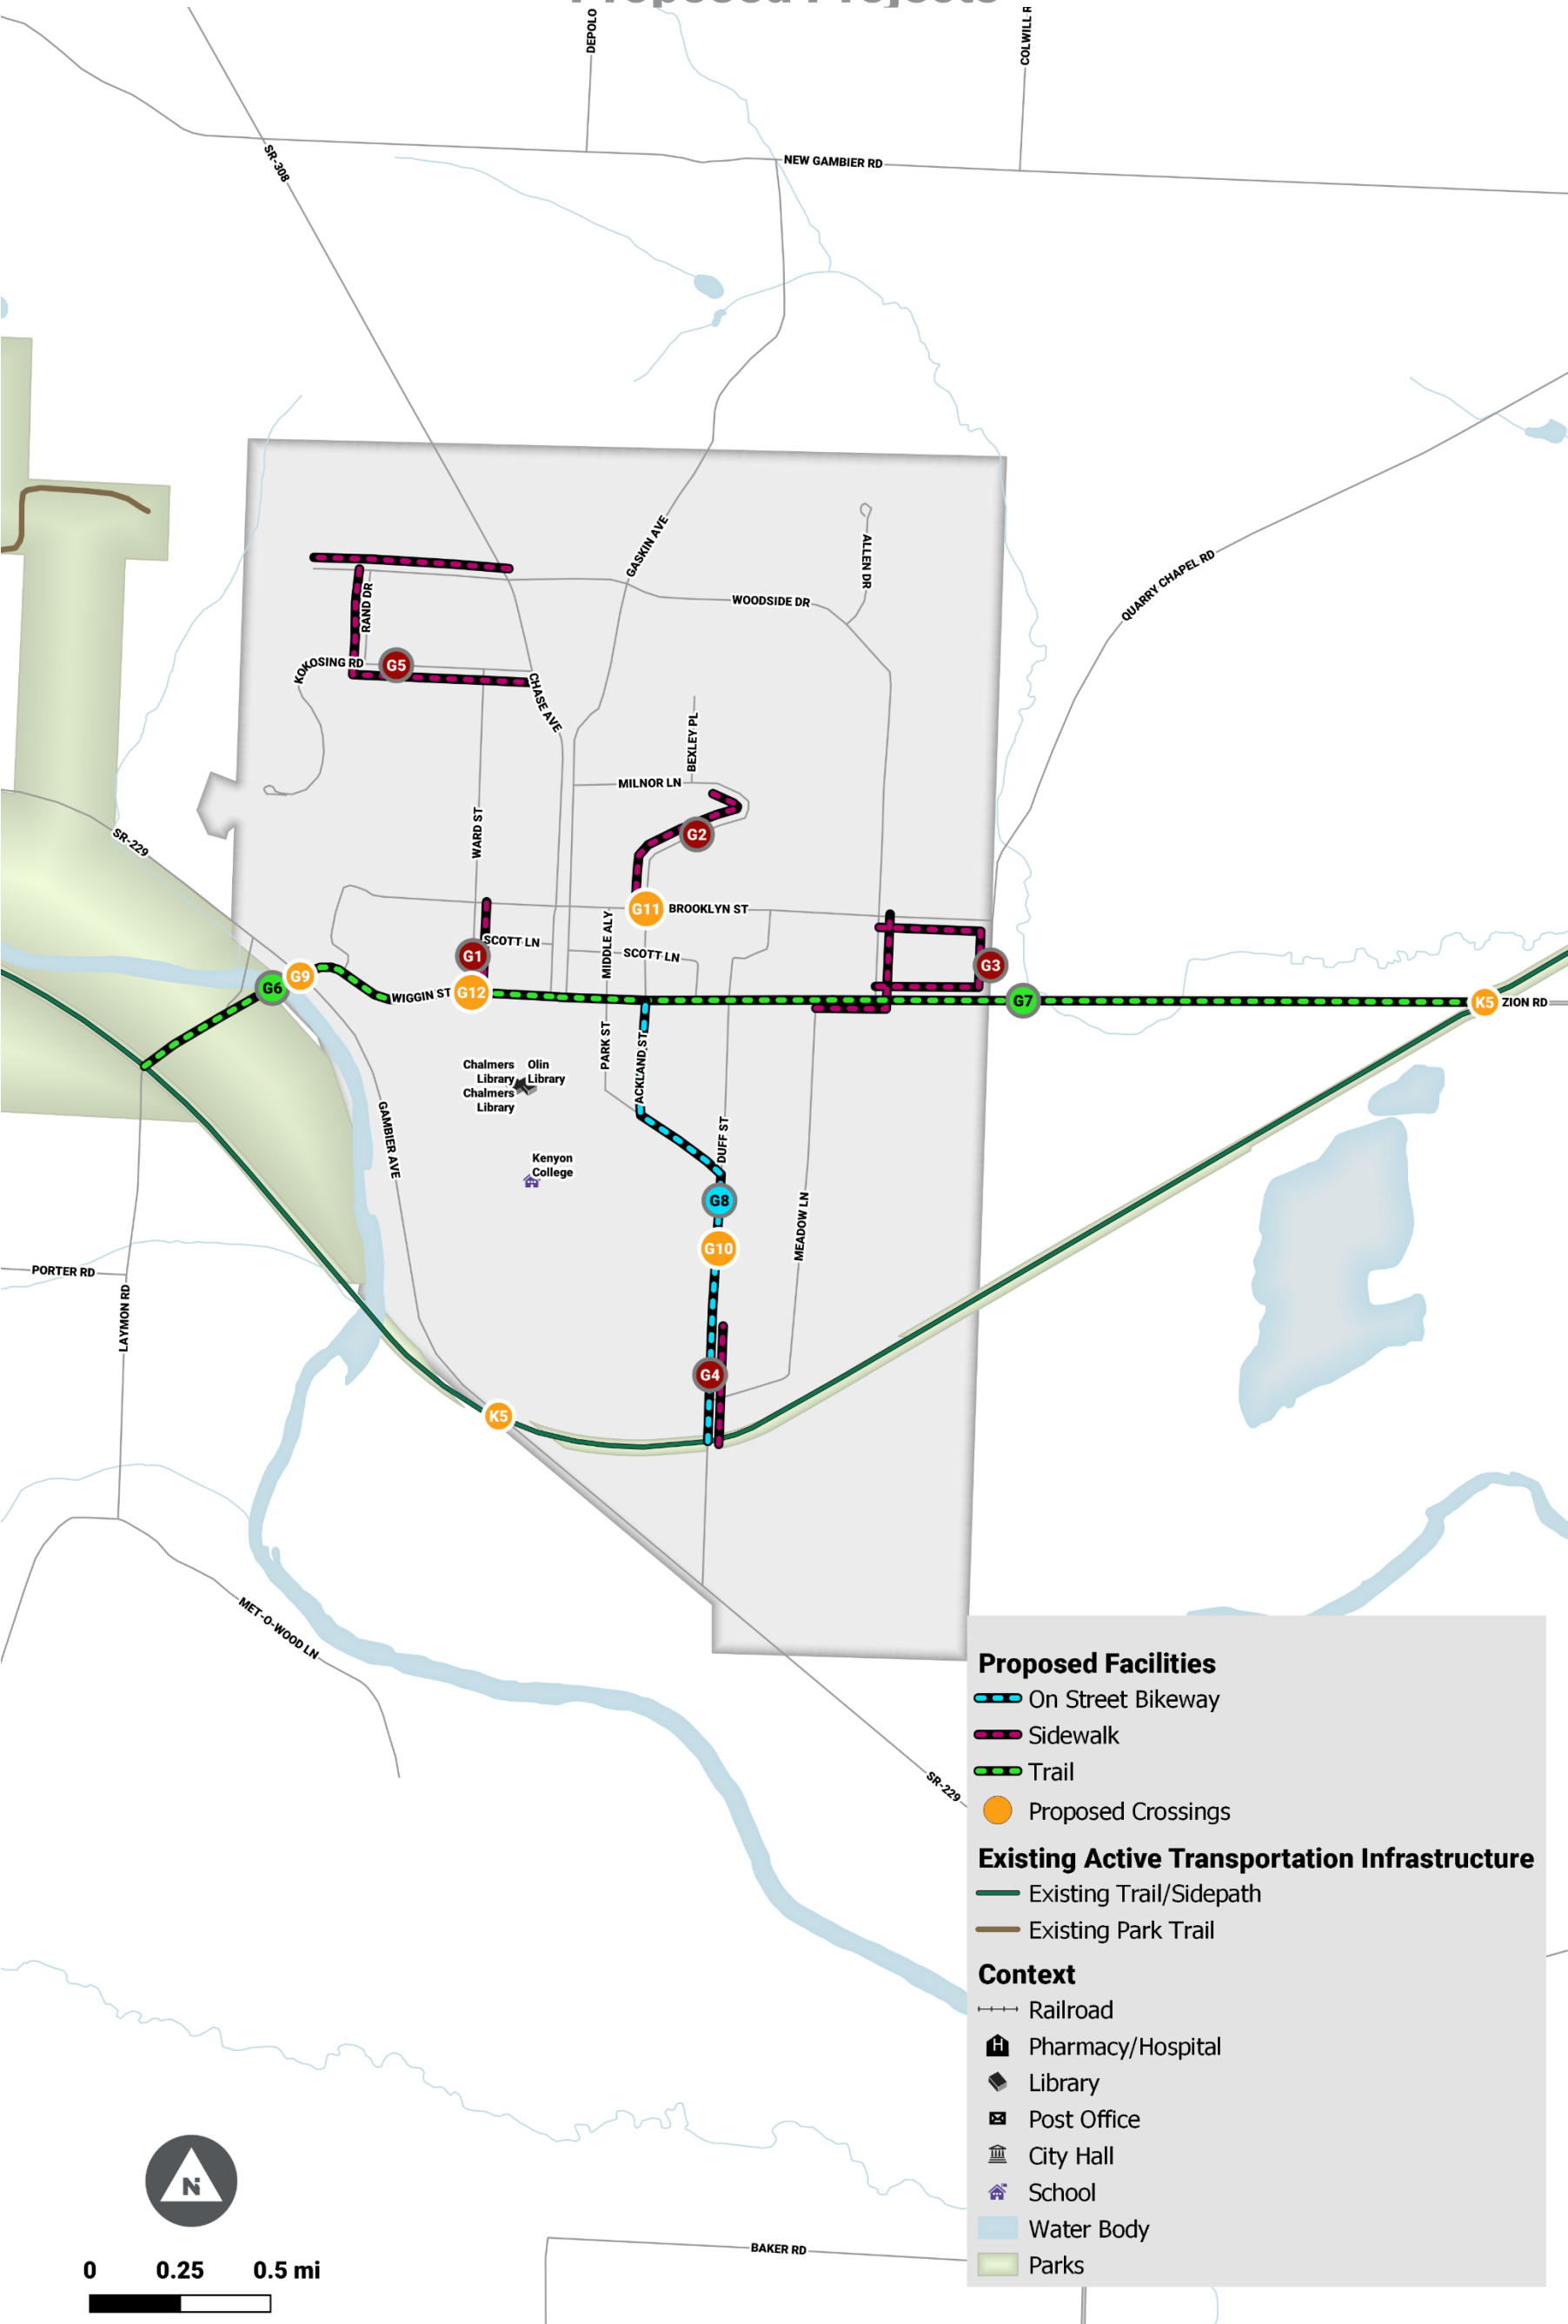 Proposed Projects
DEPOLO
COLWILL R
SR-308
NEW GAMBIER RD
GASKIN AVE
ALLEN DR
QUARRY CHAPEL RD
RAND DR
WOODSIDE DR
KOKOSING RD
G5
CHASE AVE
BEXLEY PL
MILNOR LN
WARD ST
SR-229
G2
G11
BROOKLYN ST
MIDDLE ALY
SCOTT LN
SCOTT LN
G1
G3
G9
G6
WIGGIN ST
G12
G7
K5
ZION RD
PARK ST
ACKLAND ST
Chalmers
Library
Olin
Library
Chalmers
Library
GAMBIER AVE
DUFF ST
Kenyon
College
G8
MEADOW LN
G10
PORTER RD
LAYMON RD
G4
K5
MET-O-WOOD LN
SR-229
Proposed Facilities
On Street Bikeway
Sidewalk
Trail
Proposed Crossings
Existing Active Transportation Infrastructure
Existing Trail/Sidepath
Existing Park Trail
Context
Railroad
H
Pharmacy/Hospital
Library
Post Office
City Hall
School
Water Body
Parks
N
0 0.25 0.5 mi
BAKER RD